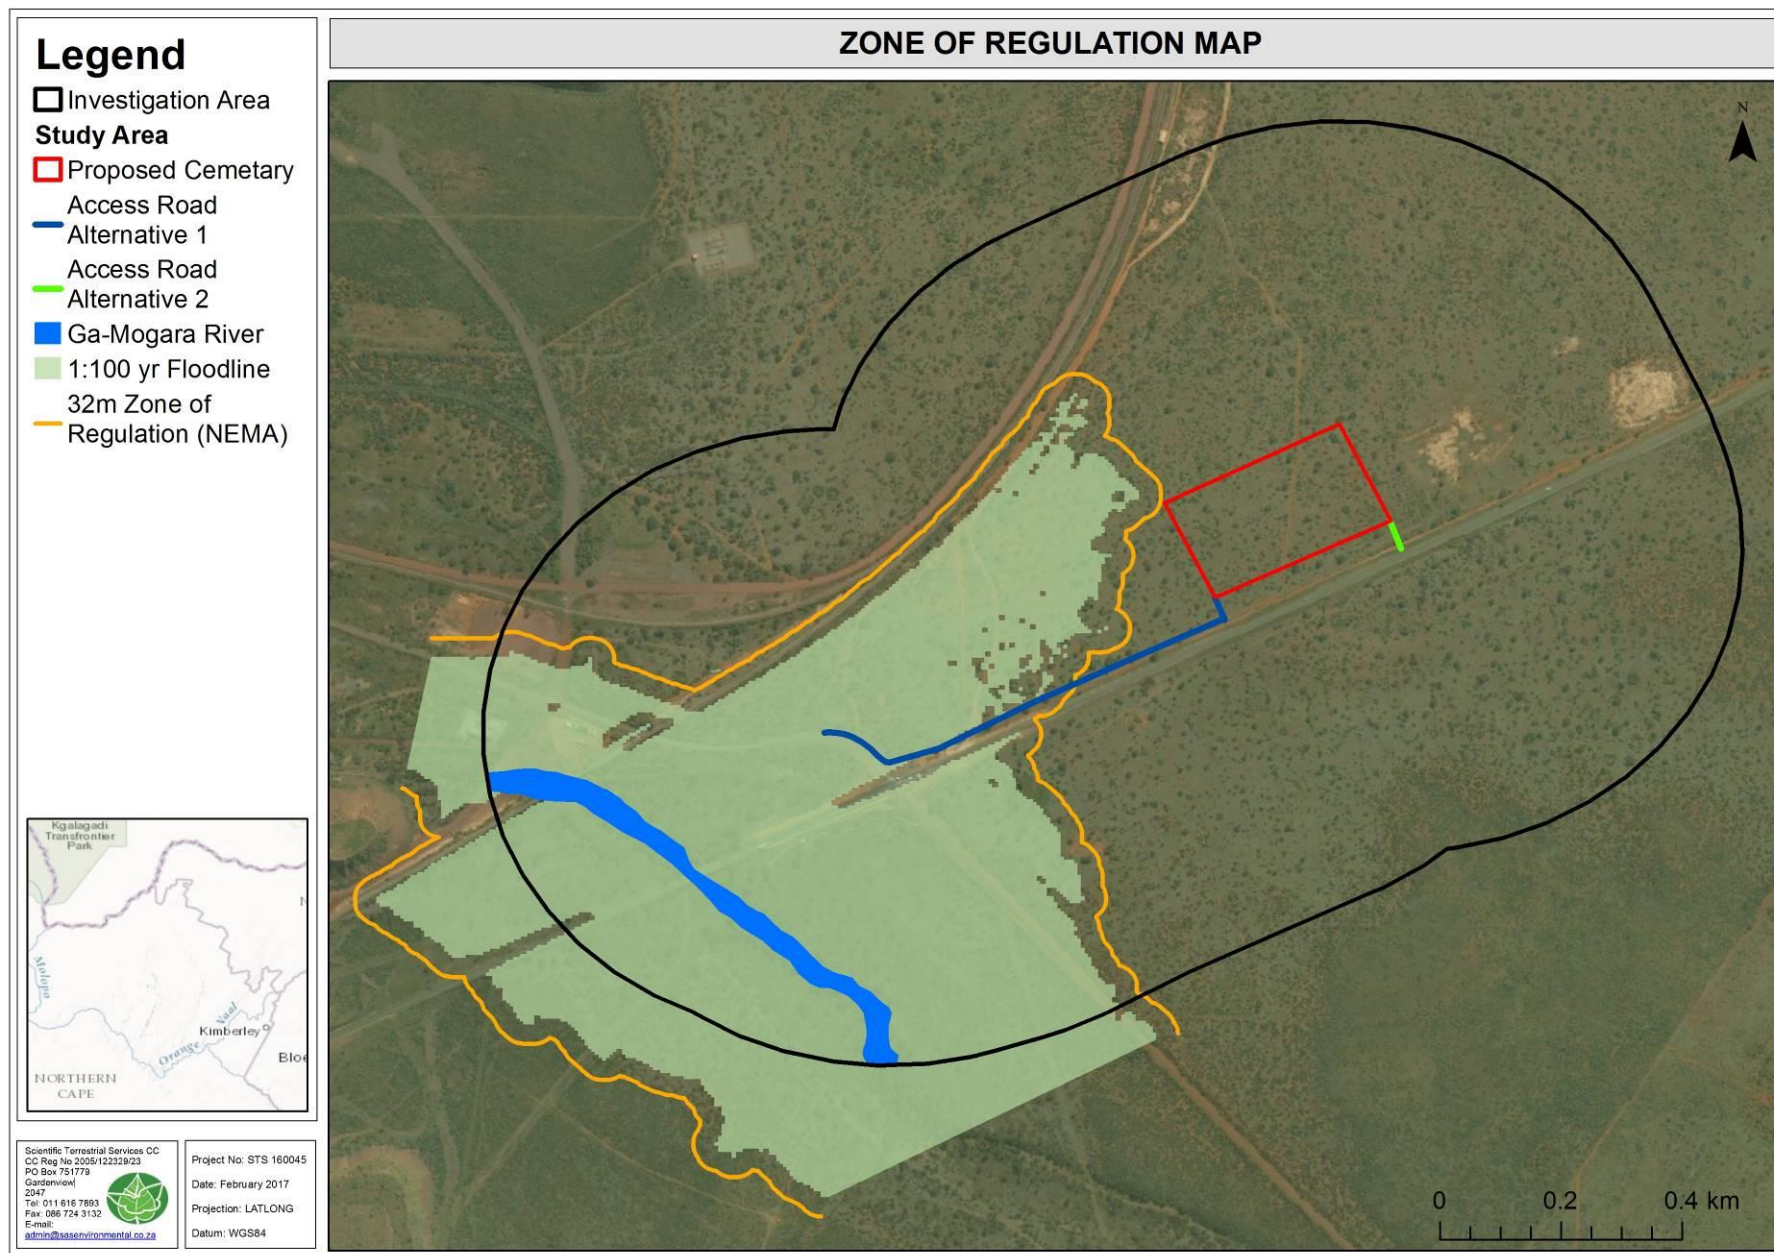 ZONE OF REGULATION MAP
Legend
Investigation Area
Study Area
Proposed Cemetary
Access Road
Alternative 1
Access Road
Alternative 2
Ga-Mogara River
1:100 yr Floodline
32m Zone of
Regulation (NEMA)
N
Kgalagadi
Transfrontier
Park
N
Molopo
Vaal
Kimberley
Orange
Bloe
NORTHERN
CAPE
Scientific Terrestrial Services CC
CC Reg No 2005/122329/23
PO Box 751779
Gardenview
2047
Tel: 011 616 7893
Fax: 086 724 3132
E-mail:
admin@sasenvironmental.co.za
Project No: STS 160045
Date: February 2017
Projection: LATLONG
Datum: WGS84
0 0.2 0.4 km